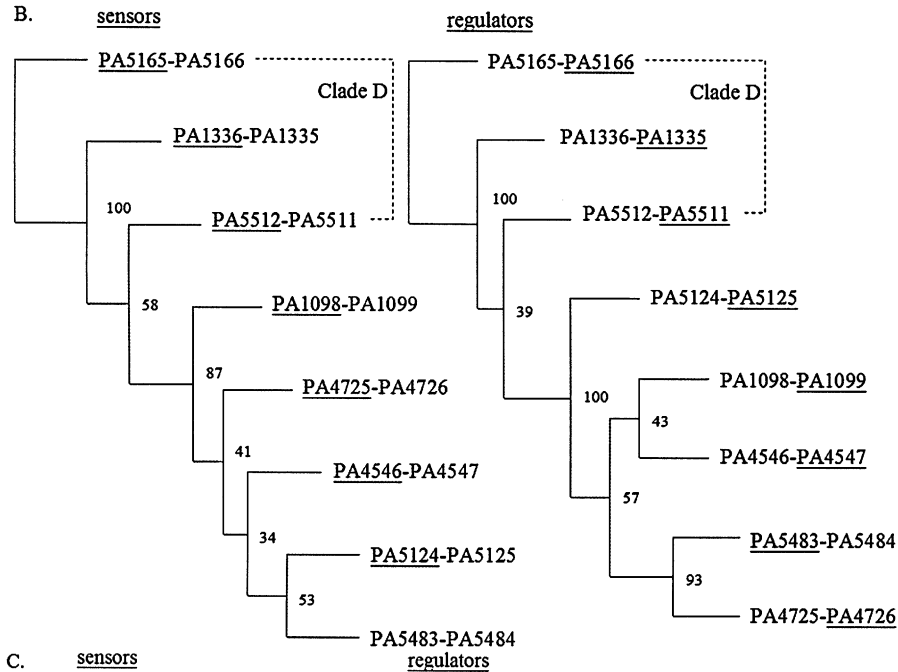 B.
sensors
PA5165-PA5166
Clade D
PA1336-PA1335
100
PA5512-PA5511
58
PA1098-PA1099
87
PA4725-PA4726
41
PA4546-PA4547
34
PA5124-PA5125
53
PA5483-PA5484
regulators
PA5165-PA5166
Clade D
PA1336-PA1335
100
PA5512-PA5511
39
PA5124-PA5125
100
PA1098-PA1099
43
PA4546-PA4547
57
PA5483-PA5484
93
PA4725-PA4726
C.
sensors
regulators